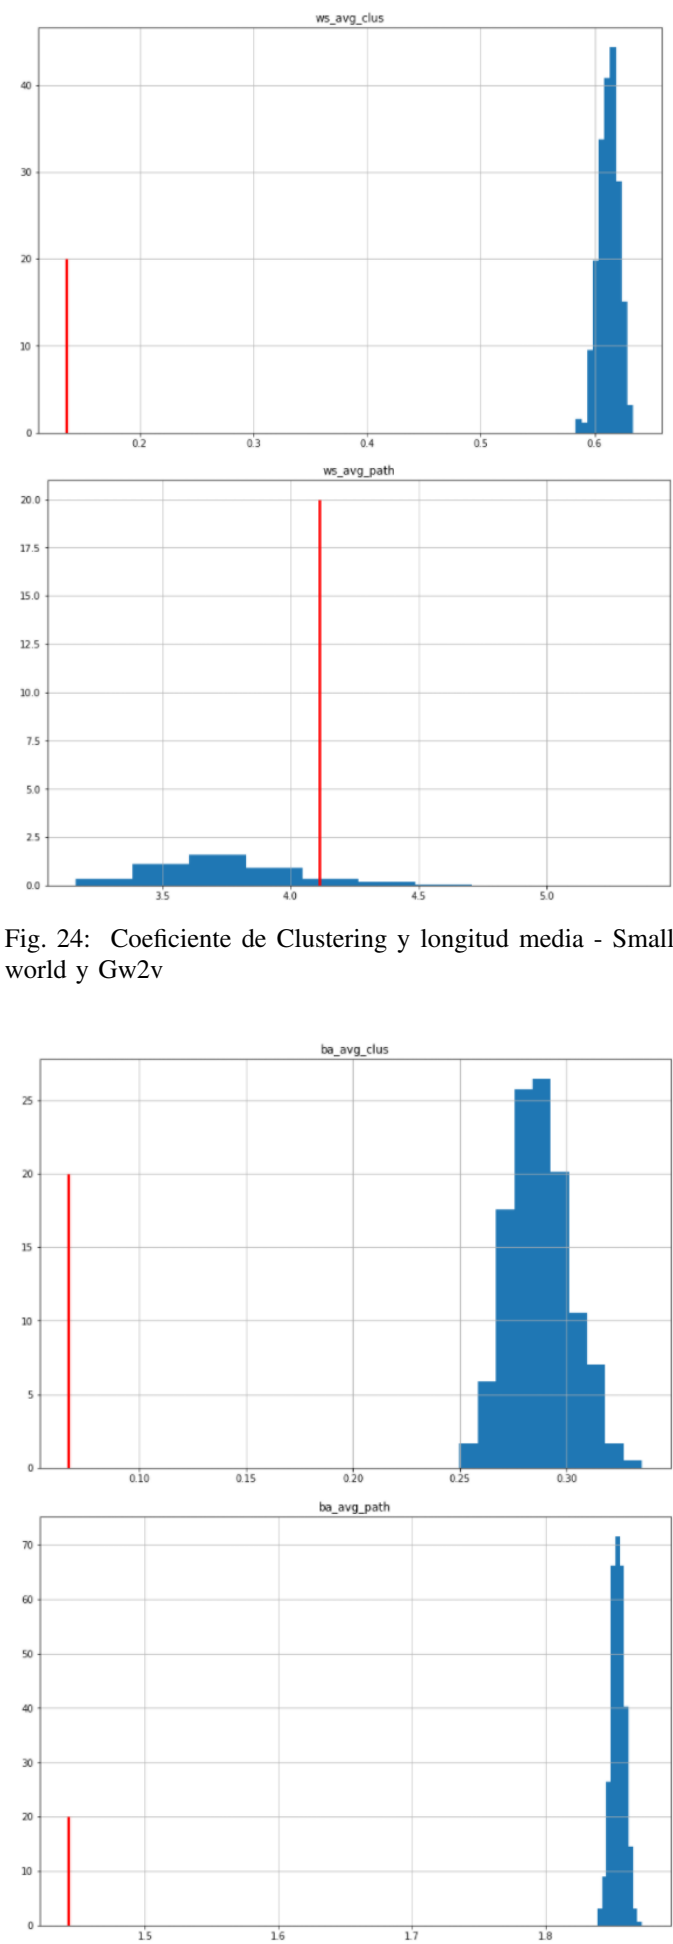 ws_avg_clus
40
30
20
10
0
0.2 0.3 0.4 0.5 0.6
ws_avg_path
20.0
17.5
15.0
12.5
10.0
7.5
5.0
2.5
0.0
3.5 4.0 4.5 5.0
Fig. 24: Coeficiente de Clustering y longitud media - Small
world y Gw2v
ba_avg_clus
25
20
15
10
5
0
0.10 0.15 0.20 0.25 0.30
ba_avg_path
70
60
50
40
30
20
10
0
1.5 1.6 1.7 1.8